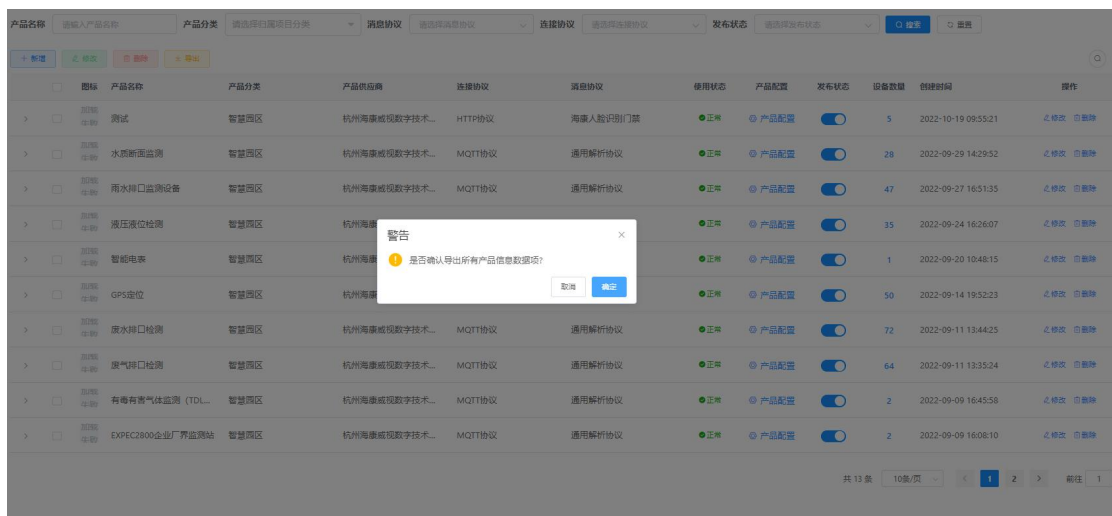 产品名称 请输入产品名称 产品分类 请选择归属项目分类 消息协议 请选择消息协议 连接协议 请选择连接协议 发布状态 请选择发布状态 搜索 重置
+ 新增 修改 删除 导出
图标 产品名称 产品分类 产品供应商 连接协议 消息协议 使用状态 产品配置 发布状态 设备数量 创建时间 操作
测试 智慧园区 杭州海康威视数字技术... HTTP协议 海康人脸识别门禁 正常 产品配置 5 2022-10-19 09:55:21 修改 删除
水质断面监测 智慧园区 杭州海康威视数字技术... MQTT协议 通用解析协议 正常 产品配置 28 2022-09-29 14:29:52 修改 删除
雨水排口监测设备 智慧园区 杭州海康威视数字技术... MQTT协议 通用解析协议 正常 产品配置 47 2022-09-27 16:51:35 修改 删除
液压液位检测 智慧园区 杭州海康 正常 产品配置 35 2022-09-24 16:26:07 修改 删除
警告
智能电表 智慧园区 杭州海康 正常 产品配置 1 2022-09-20 10:48:15 修改 删除
是否确认导出所有产品信息数据项?
GPS定位 智慧园区 杭州海康 正常 产品配置 50 2022-09-14 19:52:23 修改 删除
取消 确定
废水排口检测 智慧园区 杭州海康威视数字技术... MQTT协议 通用解析协议 正常 产品配置 72 2022-09-11 13:44:25 修改 删除
废气排口检测 智慧园区 杭州海康威视数字技术... MQTT协议 通用解析协议 正常 产品配置 64 2022-09-11 13:35:24 修改 删除
有毒有害气体监测（TDL... 智慧园区 杭州海康威视数字技术... MQTT协议 通用解析协议 正常 产品配置 2 2022-09-09 16:45:58 修改 删除
EXPEC2800企业厂界监测站 智慧园区 杭州海康威视数字技术... MQTT协议 通用解析协议 正常 产品配置 2 2022-09-09 16:08:10 修改 删除
共 13 条 10条/页 1 2 前往 1